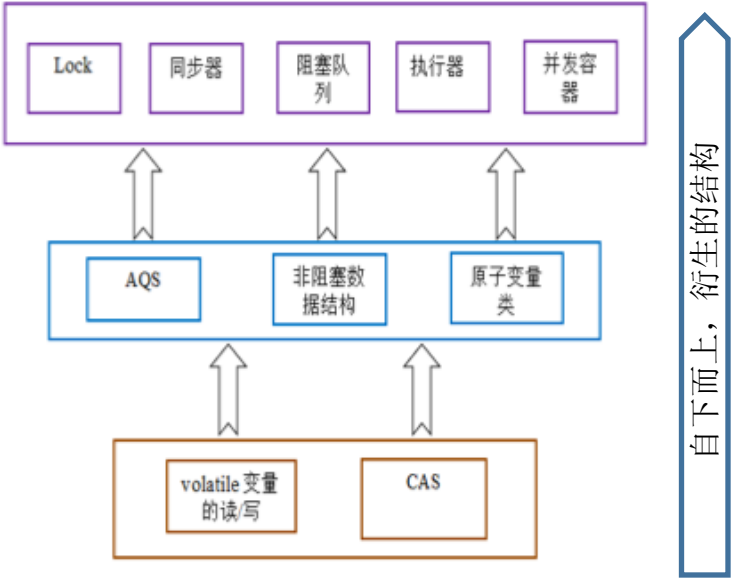 Lock
同步器
阻塞队
列
执行器
并发容
器
AQS
非阻塞数
据结构
原子变量
类
volatile 变量
的读/写
CAS
自下而上，衍生的结构